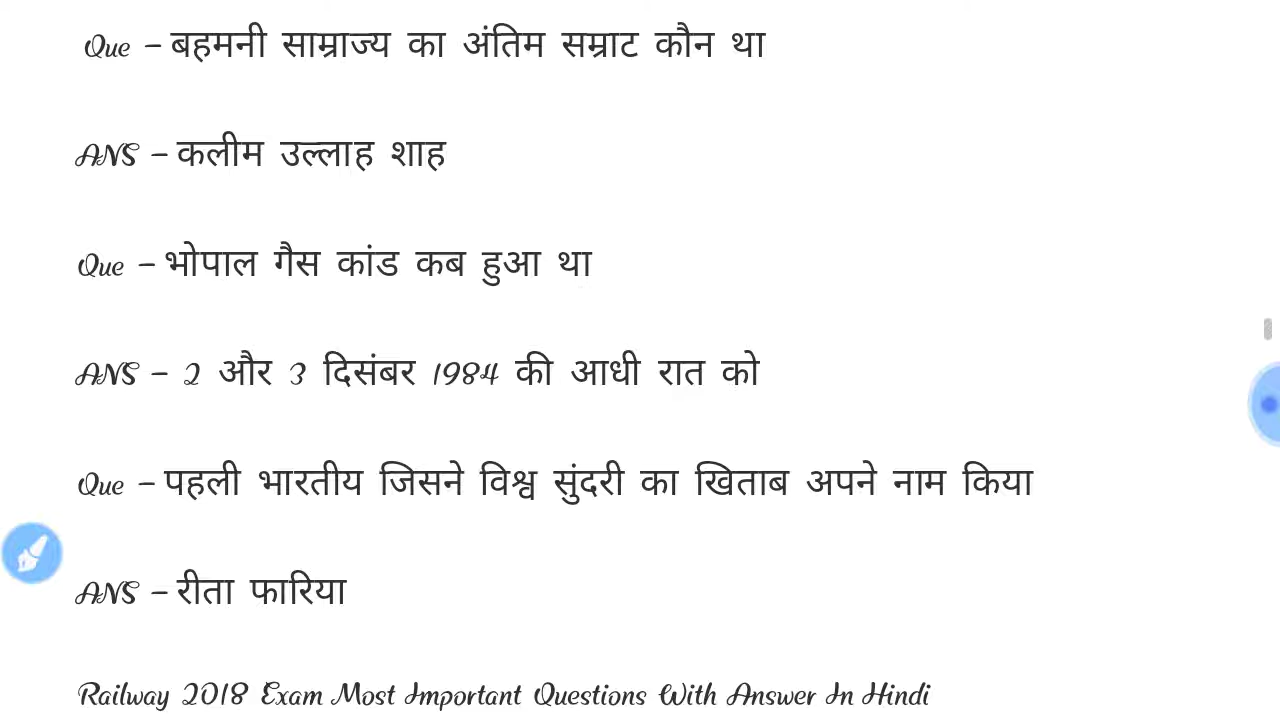 Que – बहमनी साम्राज्य का अंतिम सम्राट कौन था
ANS – कलीम उल्लाह शाह
Que – भोपाल गैस कांड कब हुआ था
ANS – 2 और 3 दिसंबर 1984 की आधी रात को
Que – पहली भारतीय जिसने विश्व सुंदरी का खिताब अपने नाम किया
ANS – रीता फारिया
Railway 2018 Exam Most Important Questions With Answer In Hindi